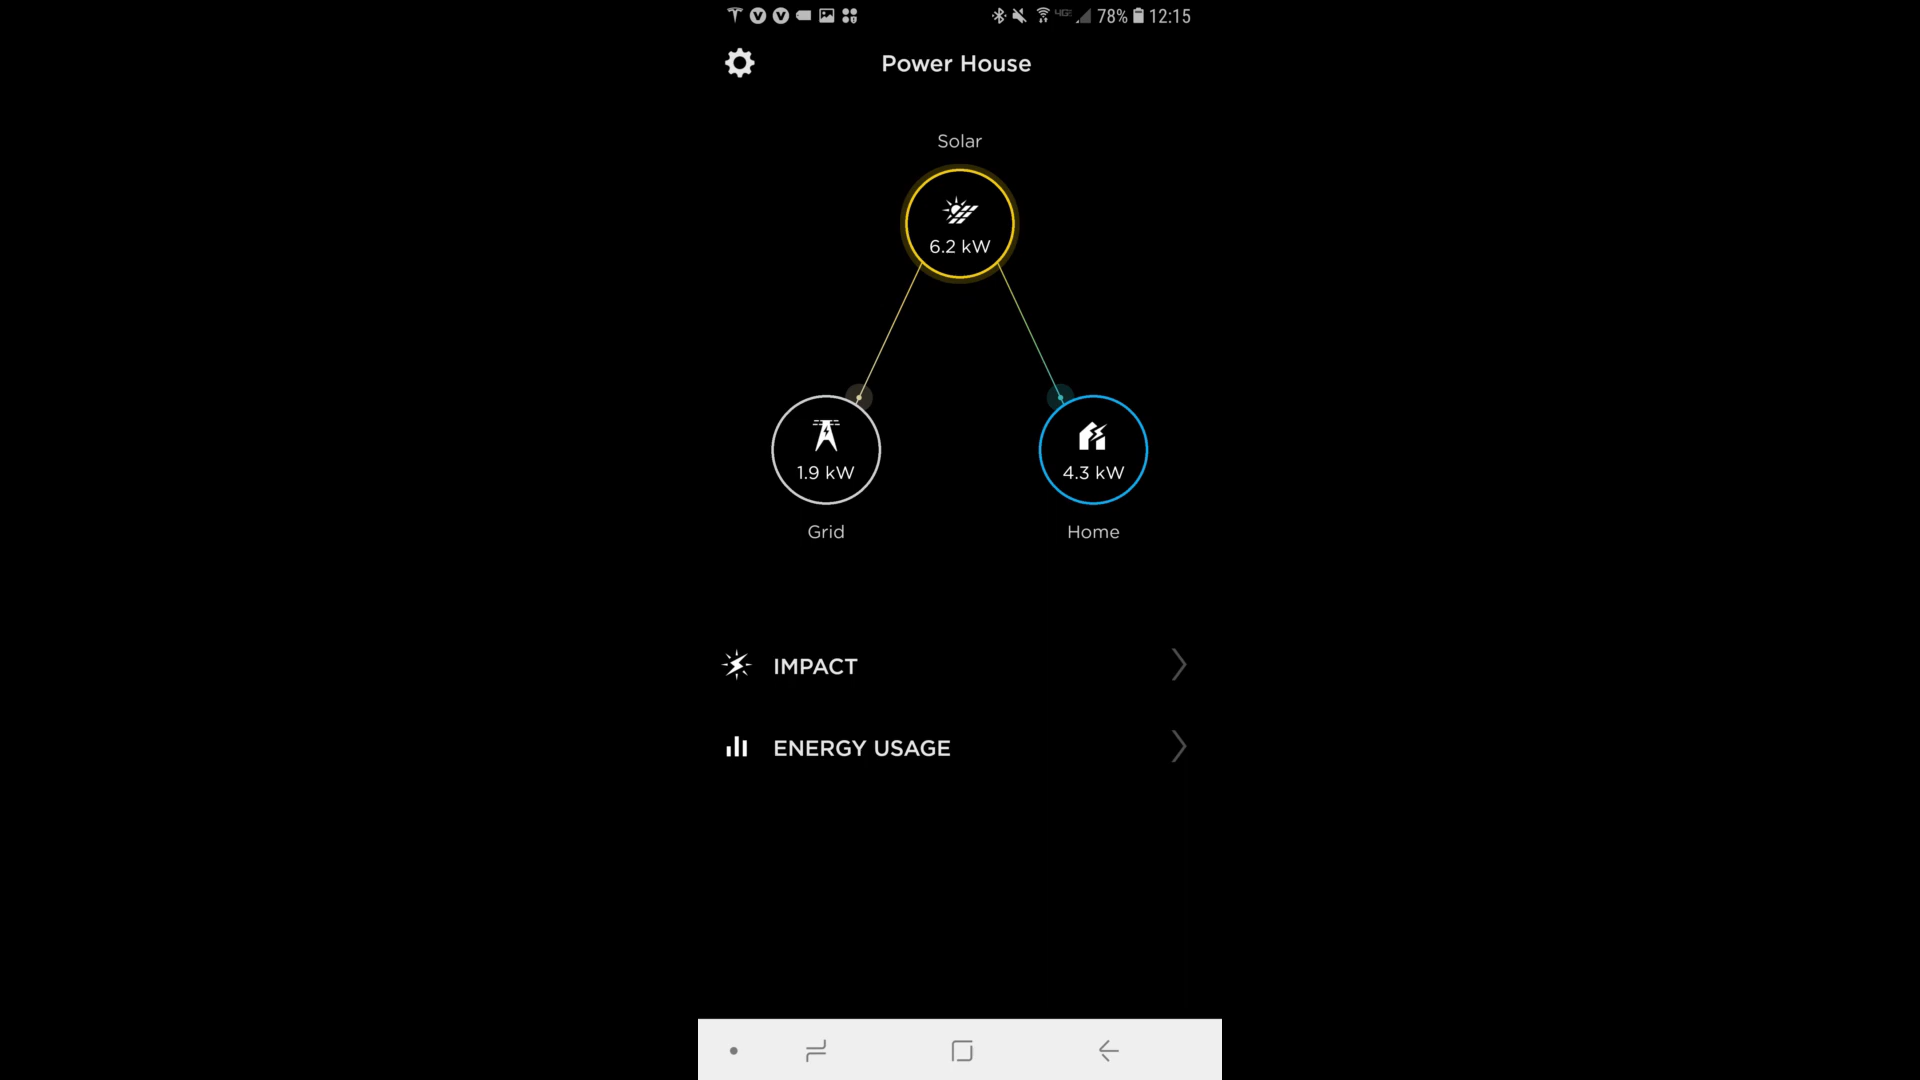 78% 12:15
Power House
Solar
6.2 kW
1.9 kW
4.3 kW
Grid
Home
IMPACT
ENERGY USAGE